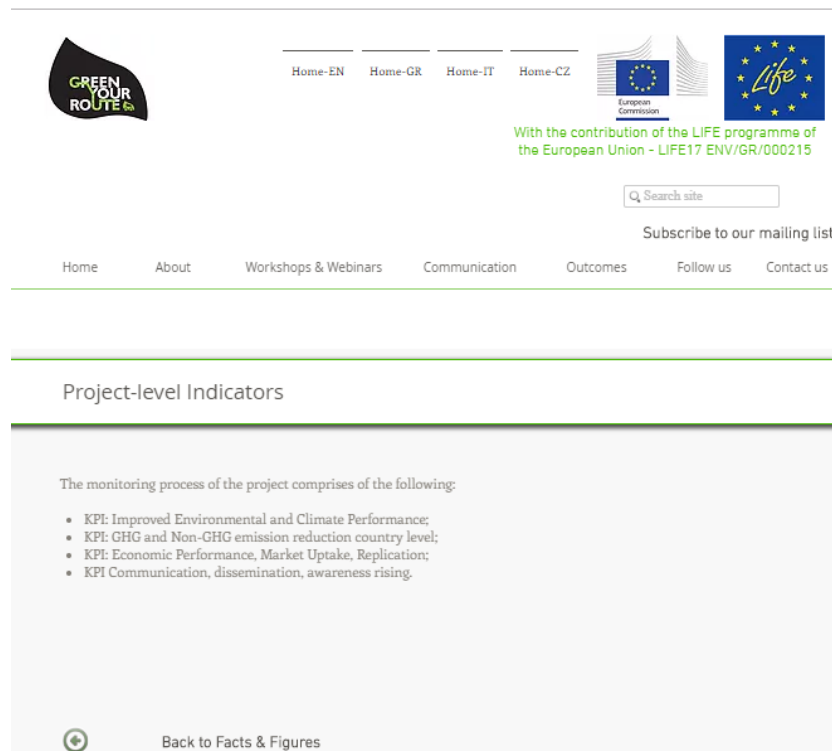 GREEN
YOUR
ROUTE
Home-EN Home-GR Home-IT Home-CZ
European
Commission
Life
With the contribution of the LIFE programme of
the European Union - LIFE17 ENV/GR/000215
Search site
Subscribe to our mailing list
Home About Workshops & Webinars Communication Outcomes Follow us Contact us
Project-level Indicators
The monitoring process of the project comprises of the following:
• KPI: Improved Environmental and Climate Performance;
• KPI: GHG and Non-GHG emission reduction country level;
• KPI: Economic Performance, Market Uptake, Replication;
• KPI Communication, dissemination, awareness rising.
Back to Facts & Figures